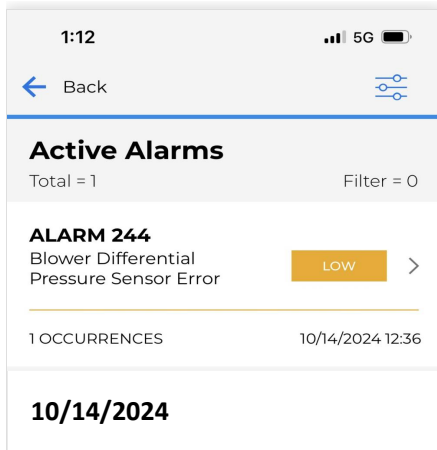 1:12 5G
Back
Active Alarms
Total = 1 Filter = 0
ALARM 244
Blower Differential
Pressure Sensor Error
LOW
1 OCCURRENCES 10/14/2024 12:36
10/14/2024